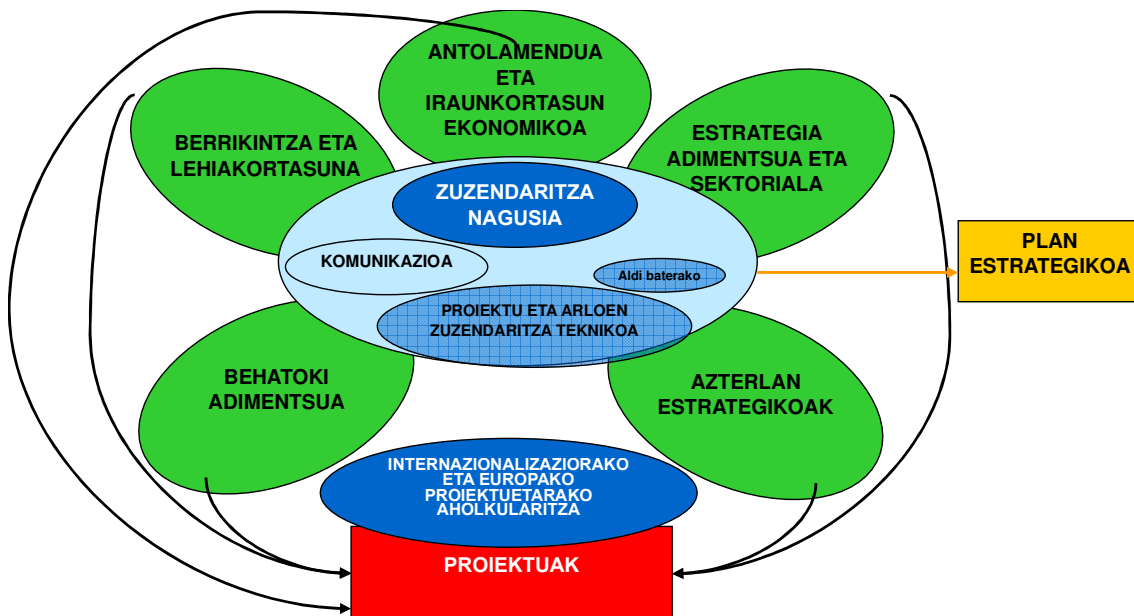 ANTOLAMENDUA
ETA
IRAUNKORTASUN
EKONOMIKOA
BERRIKINTZA ETA
LEHIAKORTASUNA
ESTRATEGIA
ADIMENTSUA ETA
SEKTORIALA
ZUZENDARITZA
NAGUSIA
KOMUNIKAZIOA
Aldi baterako
PLAN
ESTRATEGIKOA
PROIEKTU ETA ARLOEN
ZUZENDARITZA TEKNIKOA
BEHATOKI
ADIMENTSUA
AZTERLAN
ESTRATEGIKOAK
INTERNAZIONALIZAZIORAKO
ETA EUROPAKO
PROIEKTUETARAKO
AHOLKULARITZA
PROIEKTUAK